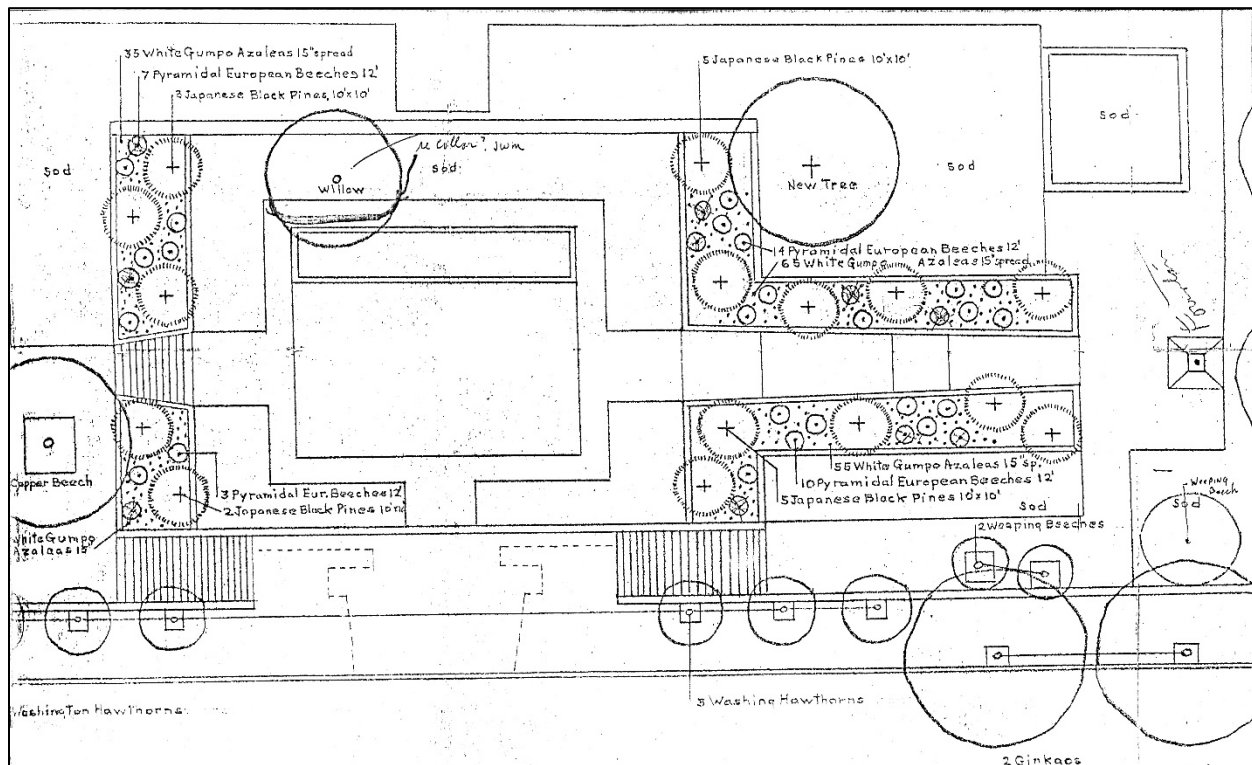 35 White Gumpo Azaleas 15" spread
7 Pyramidal European Beeches 12'
3 Japanese Black Pines, 10'x10'
5 Japanese Black Pines 10'x10'
Sod
Sod
Willow
sod
New Tree
Sod
14 Pyramidal European Beeches 12'
65 White Gumpo Azaleas 15" spread
Copper Beech
3 Pyramidal Eur. Beeches 12'
2 Japanese Black Pines
White Gumpo
Azaleas 15"
55 White Gumpo Azaleas 15" sp.
10 Pyramidal European Beeches 12'
5 Japanese Black Pines 10'x10'
Sod
2 Weeping Beeches
Weeping
Beech
Sod
Washington Hawthorns
3 Washing Hawthorns
2 Ginkgos